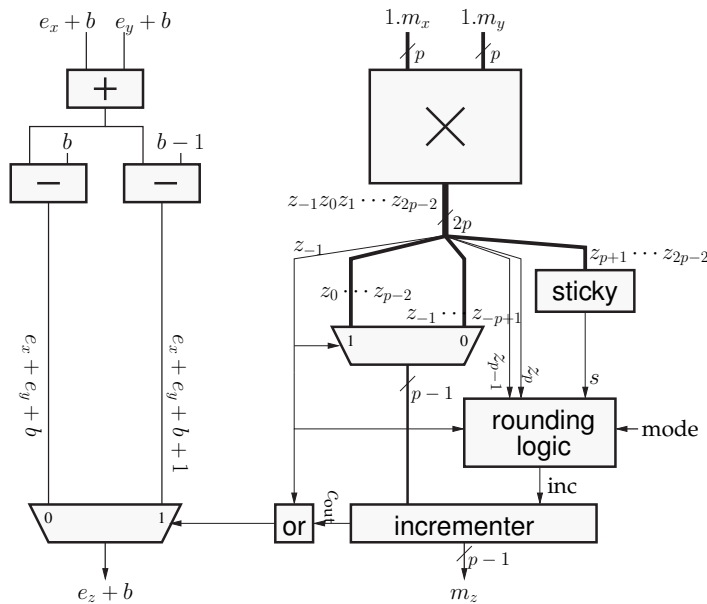 e_x + b
e_y + b
1.m_x
1.m_y
p
p
+
×
b
b − 1
−
−
z_{−1}z_0z_1 ⋯ z_{2p−2}
2p
z_{−1}
z_{p+1} ⋯ z_{2p−2}
z_0 ⋯ z_{p−2}
sticky
z_{−1} ⋯ z_{−p+1}
1
0
e_x + e_y + b
e_x + e_y + b + 1
z_{p−1}
z_p
s
p − 1
rounding
logic
mode
inc
0
1
or
c_out
incrementer
p − 1
e_z + b
m_z